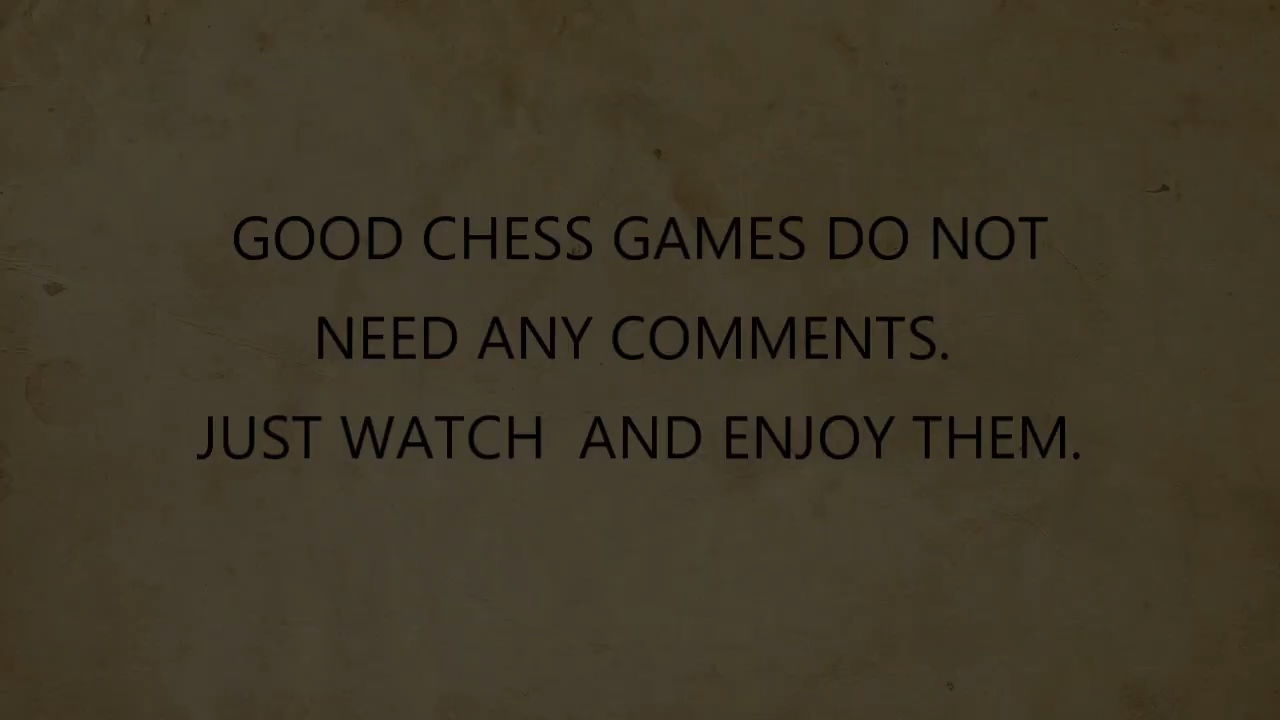 GOOD CHESS GAMES DO NOT
NEED ANY COMMENTS.
JUST WATCH  AND ENJOY THEM.